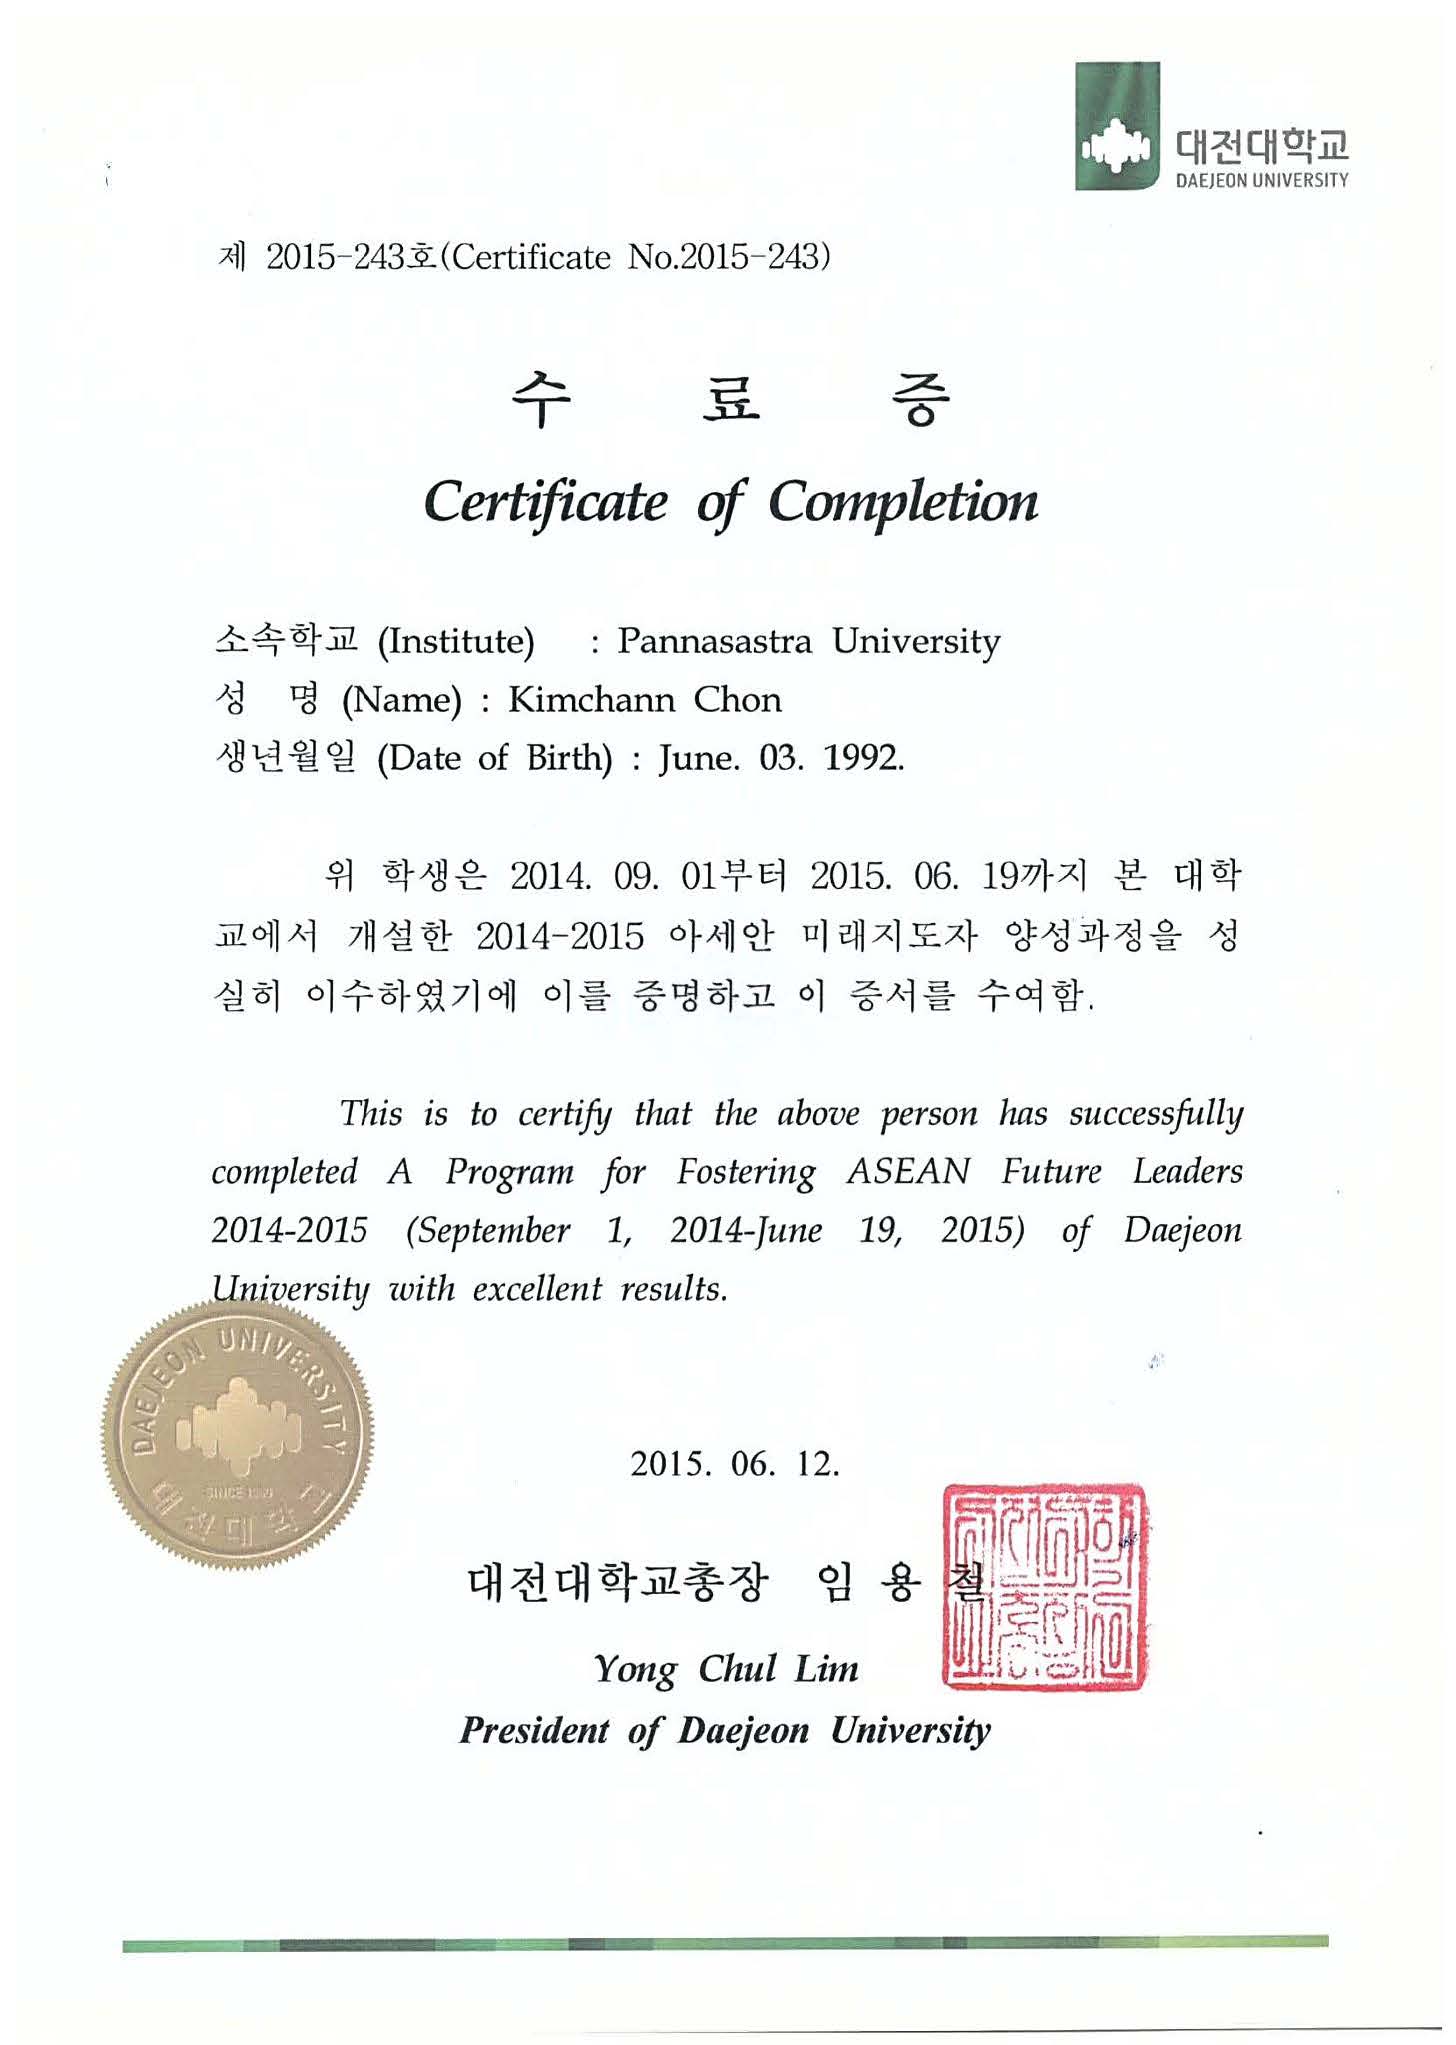 대전대학교
DAEJEON UNIVERSITY
제 2015-243호(Certificate No.2015-243)
수 료 증
Certificate of Completion
소속학교 (Institute) : Pannasastra University
성 명 (Name) : Kimchann Chon
생년월일 (Date of Birth) : June. 03. 1992.
위 학생은 2014. 09. 01부터 2015. 06. 19까지 본 대학
교에서 개설한 2014-2015 아세안 미래지도자 양성과정을 성
실히 이수하였기에 이를 증명하고 이 증서를 수여함.
This is to certify that the above person has successfully
completed A Program for Fostering ASEAN Future Leaders
2014-2015 (September 1, 2014-June 19, 2015) of Daejeon
University with excellent results.
DAEJEON UNIVERSITY
SINCE
대전대학교
2015. 06. 12.
대전대학교총장 임 용 철
Yong Chul Lim
President of Daejeon University